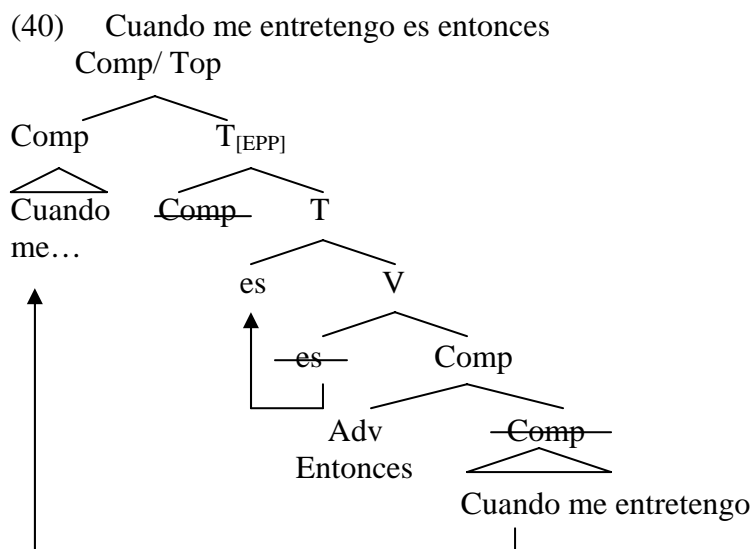 (40) Cuando me entretengo es entonces
Comp/ Top
Comp T[EPP]
Cuando Comp T
me…
es V
es Comp
Adv Comp
Entonces
Cuando me entretengo